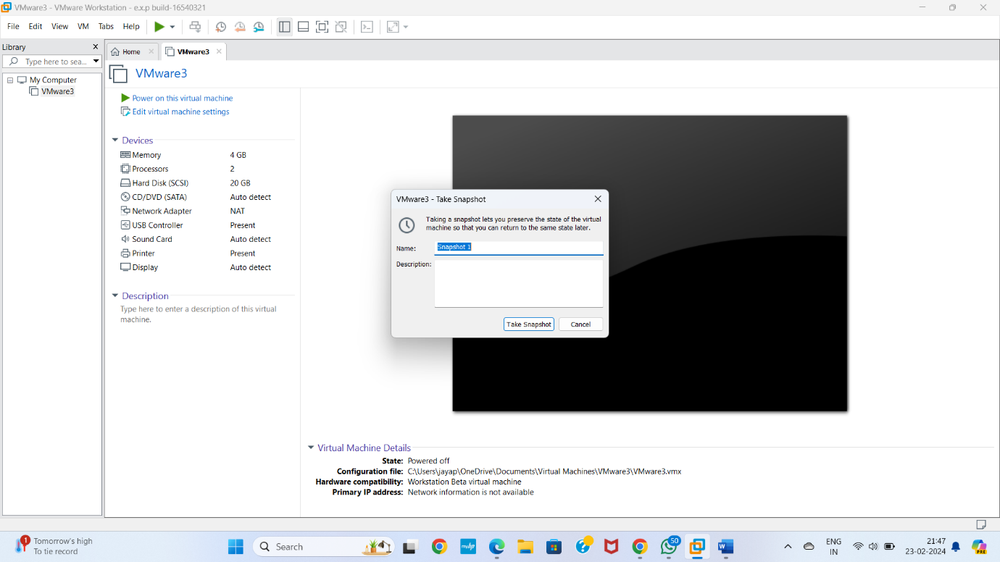 VMware3 - VMware Workstation - e.x.p build-16540321
File Edit View VM Tabs Help
Library
Type here to sea...
My Computer
VMware3
Home
VMware3
VMware3
Power on this virtual machine
Edit virtual machine settings
Devices
Memory 4 GB
Processors 2
Hard Disk (SCSI) 20 GB
CD/DVD (SATA) Auto detect
Network Adapter NAT
USB Controller Present
Sound Card Auto detect
Printer Present
Display Auto detect
Description
Type here to enter a description of this virtual
machine.
VMware3 - Take Snapshot
Taking a snapshot lets you preserve the state of the virtual
machine so that you can return to the same state later.
Name: Snapshot 1
Description:
Take Snapshot Cancel
Virtual Machine Details
State: Powered off
Configuration file: C:\Users\jayap\OneDrive\Documents\Virtual Machines\VMware3\VMware3.vmx
Hardware compatibility: Workstation Beta virtual machine
Primary IP address: Network information is not available
1
Tomorrow's high
To tie record
Search
myhp
50
W
ENG
IN
21:47
23-02-2024
PRE